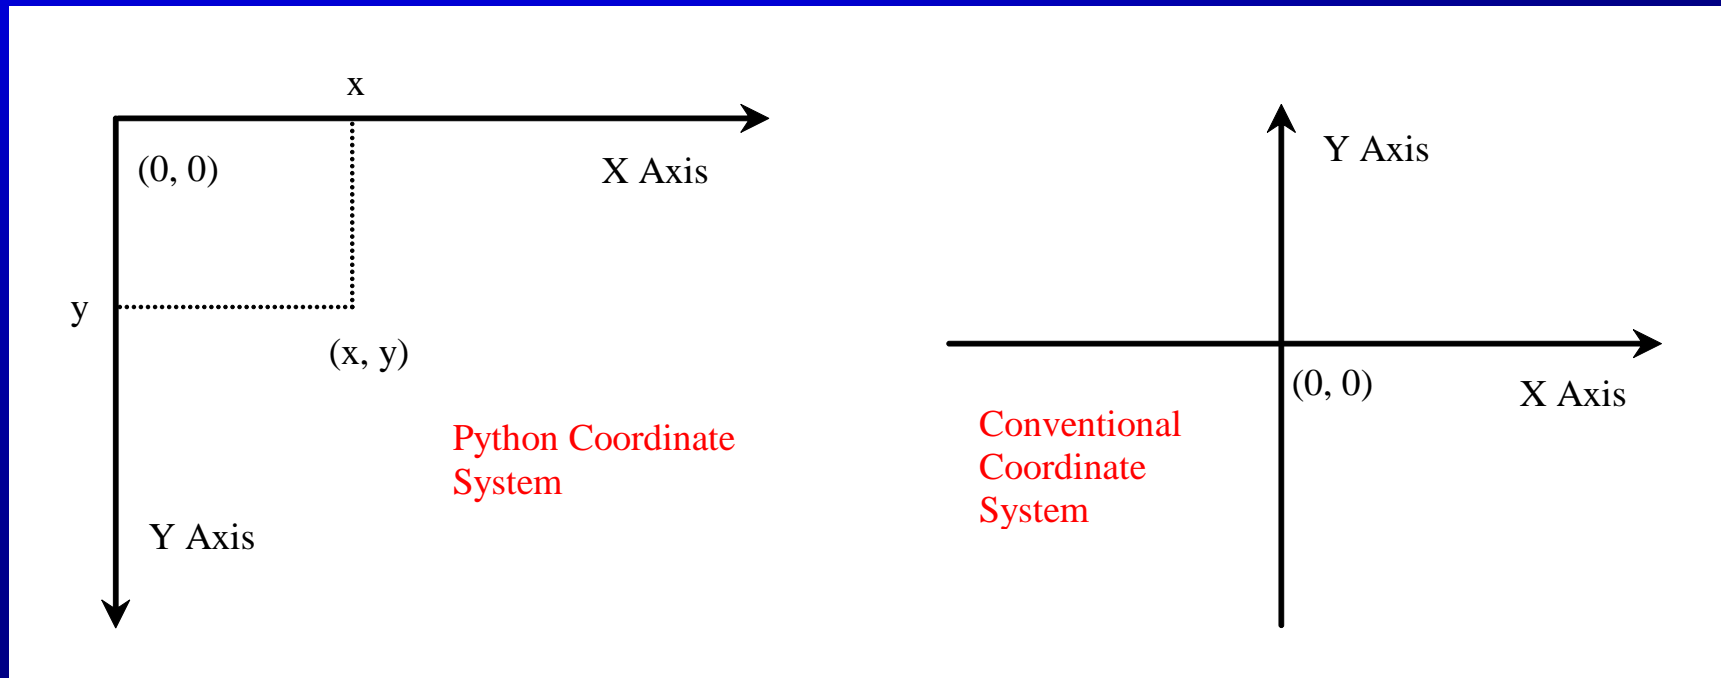 x
(0, 0)
X Axis
y
(x, y)
Python Coordinate
System
Y Axis
Y Axis
(0, 0)
X Axis
Conventional
Coordinate
System